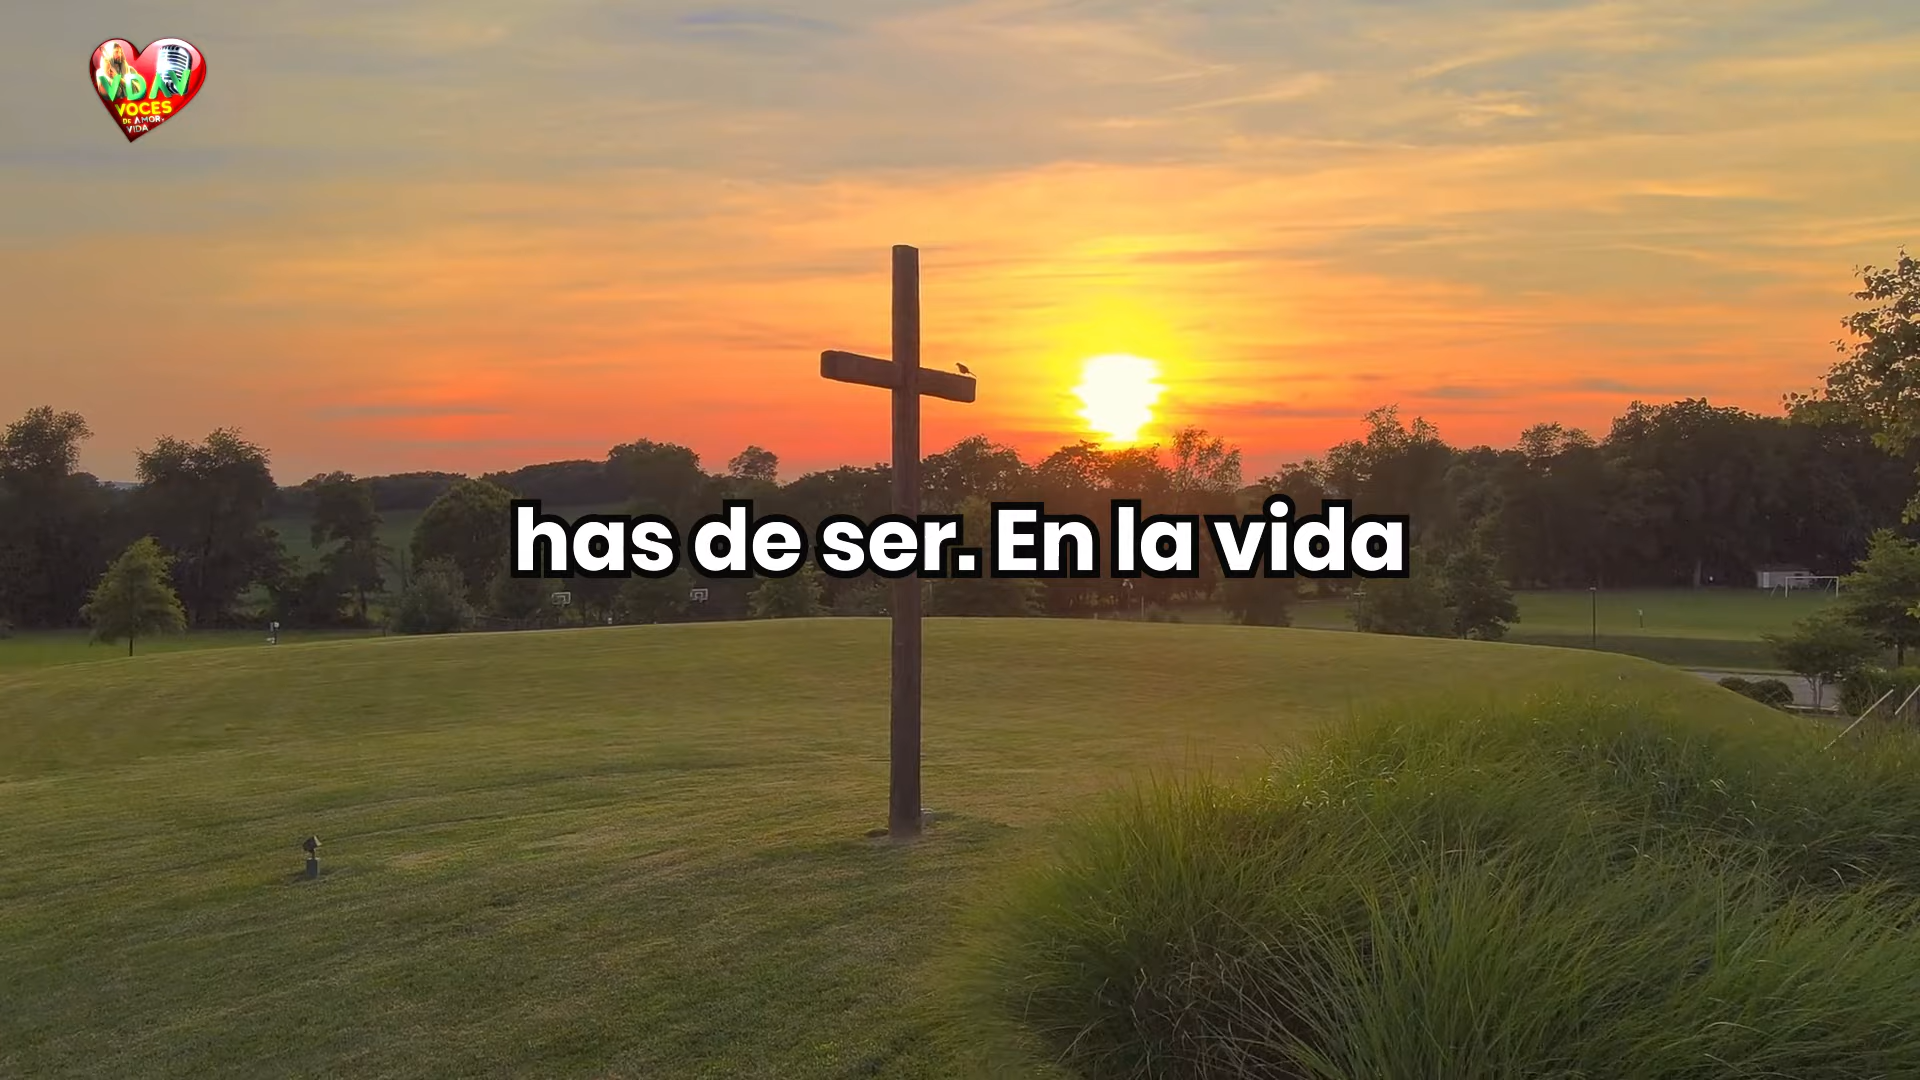 VDAV
VOCES
DE AMOR Y
VIDA
has de ser. En la vida